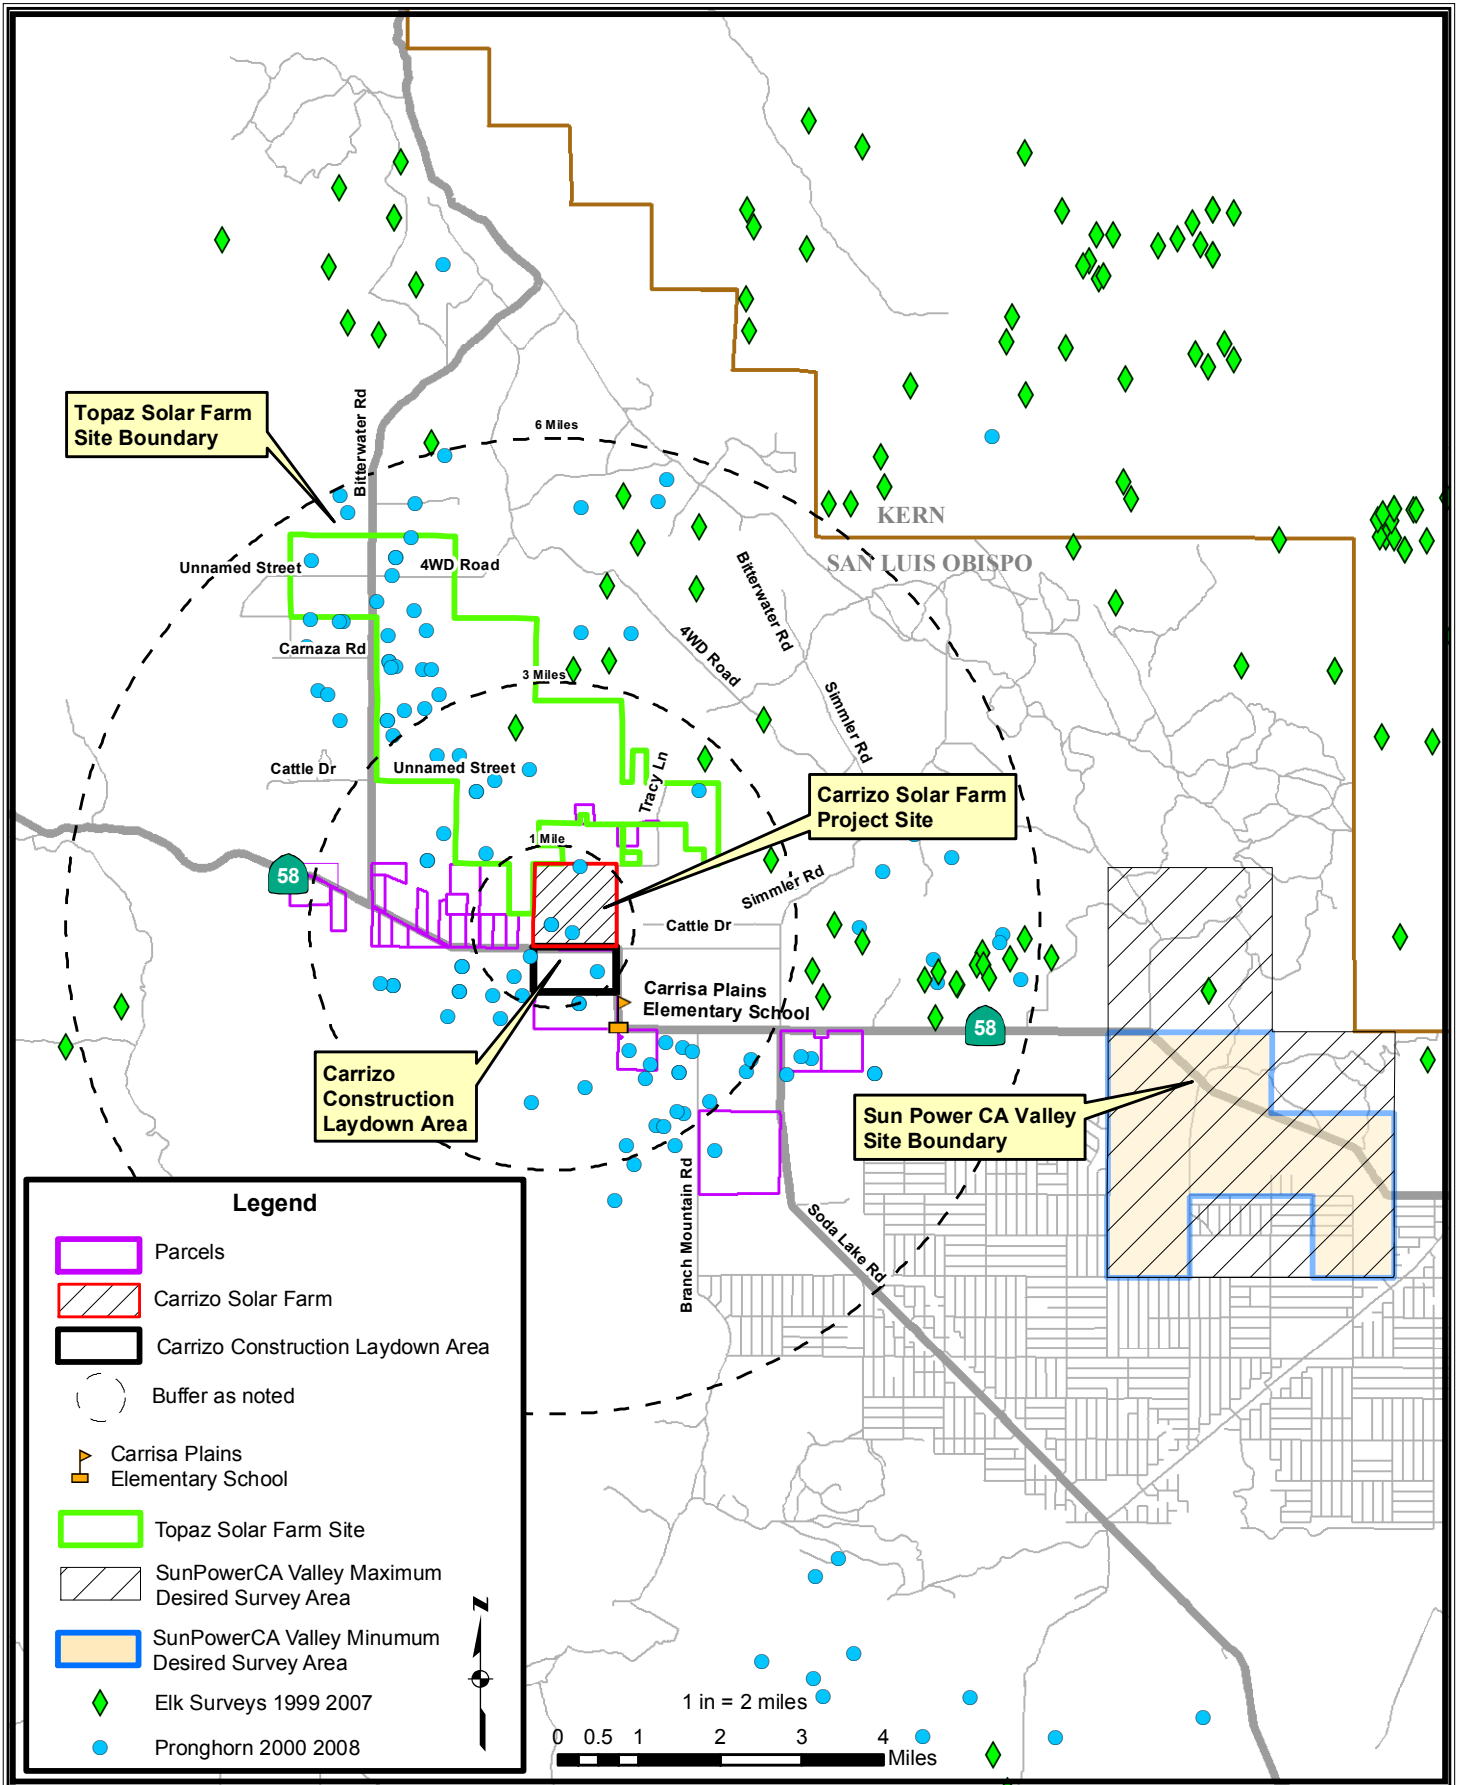 6 Miles
Bitterwater Rd
Topaz Solar Farm
Site Boundary
KERN
SAN LUIS OBISPO
Unnamed Street
4WD Road
Bitterwater Rd
Carnaza Rd
4WD Road
3 Miles
Simmler Rd
Cattle Dr
Unnamed Street
Tracy Ln
Carrizo Solar Farm
Project Site
1 Mile
58
Simmler Rd
Cattle Dr
Carrisa Plains
Elementary School
58
Carrizo
Construction
Laydown Area
Sun Power CA Valley
Site Boundary
Branch Mountain Rd
Soda Lake Rd
Legend
Parcels
Carrizo Solar Farm
Carrizo Construction Laydown Area
Buffer as noted
Carrisa Plains
Elementary School
Topaz Solar Farm Site
SunPowerCA Valley Maximum
Desired Survey Area
SunPowerCA Valley Minumum
Desired Survey Area
Elk Surveys 1999 2007
Pronghorn 2000 2008
Z
1 in = 2 miles
0 0.5 1 2 3 4
Miles